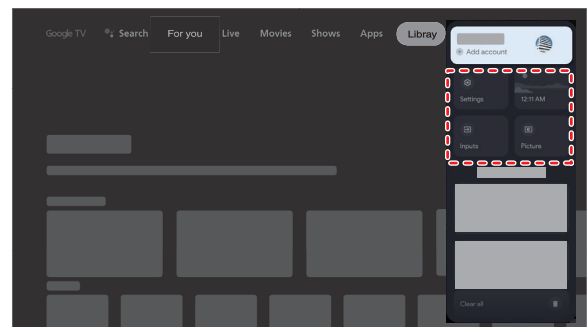 Google TV Search For you Live Movies Shows Apps Libray
Add account
Settings 12:11 AM
Inputs Picture
Clear all